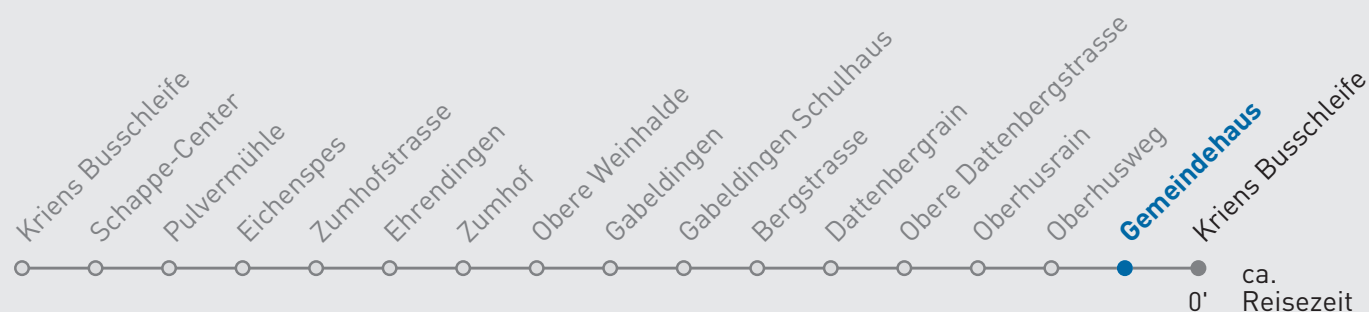 Kriens Busschleife
Schappe-Center
Pulvermühle
Eichenspes
Zumhofstrasse
Ehrendingen
Zumhof
Obere Weinhalde
Gabeldingen
Gabeldingen Schulhaus
Bergstrasse
Dattenbergrain
Obere Dattenbergstrasse
Oberhusrain
Oberhusweg
Gemeindehaus
Kriens Busschleife
ca.
0' Reisezeit